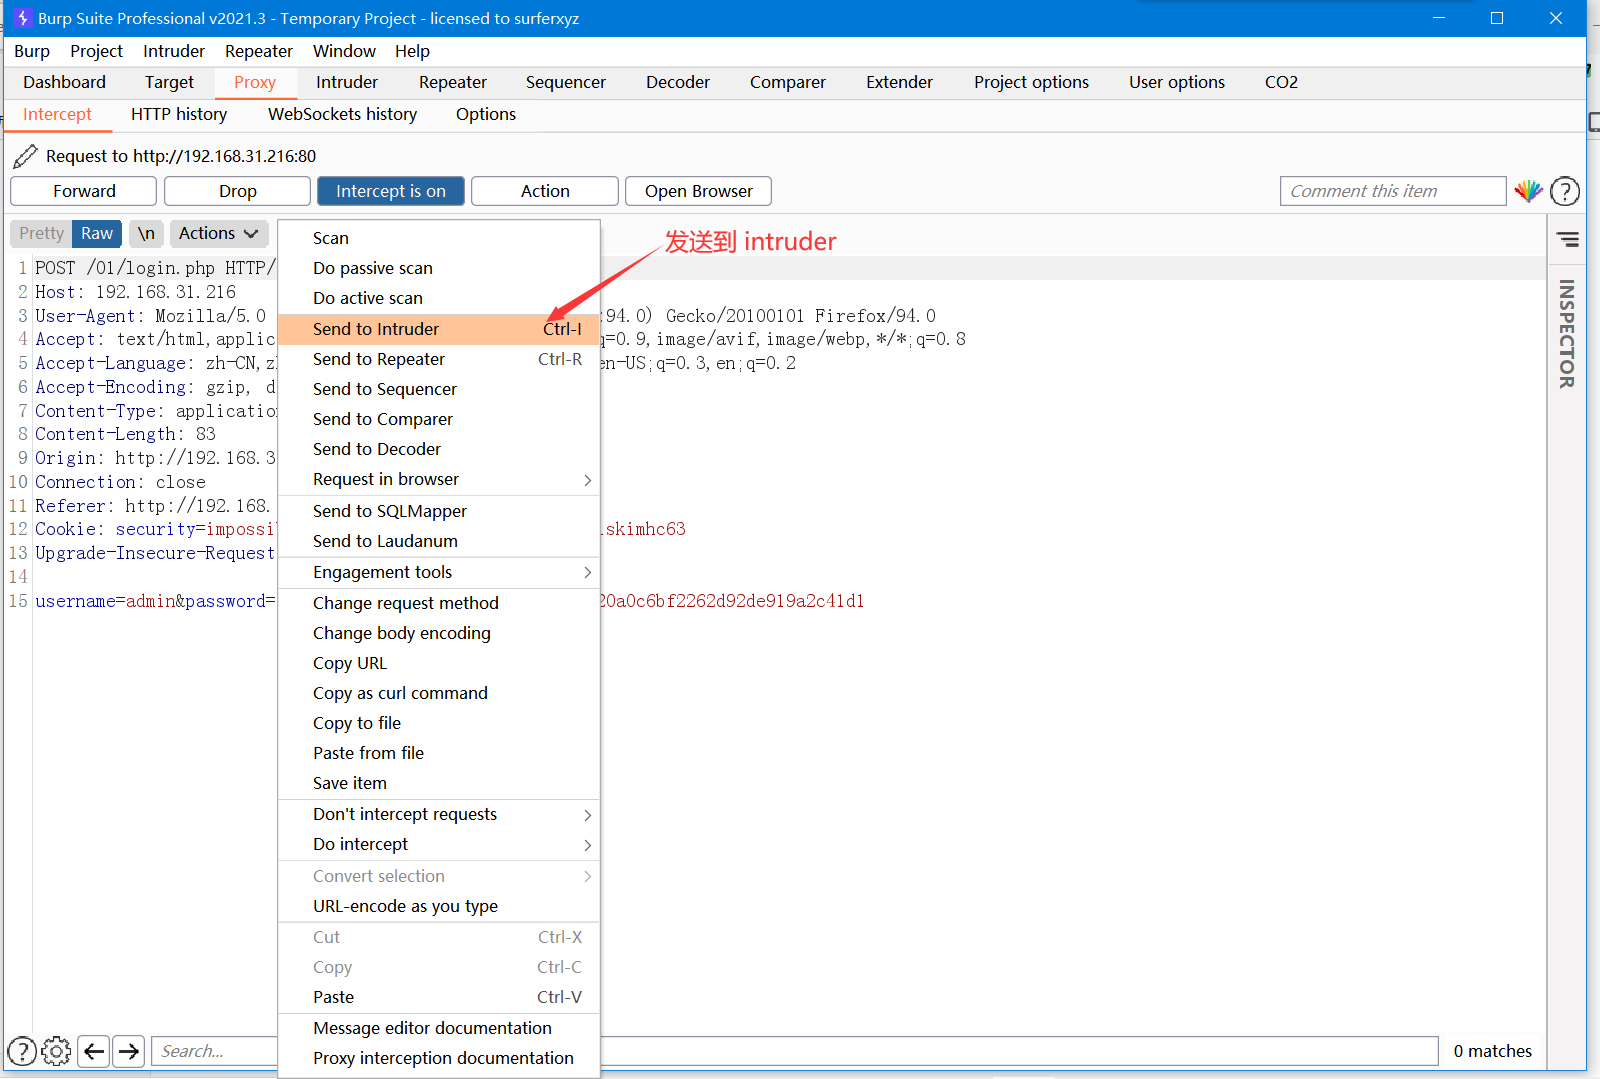 Burp Suite Professional v2021.3 - Temporary Project - licensed to surferxyz
Burp Project Intruder Repeater Window Help
Dashboard Target Proxy Intruder Repeater Sequencer Decoder Comparer Extender Project options User options CO2
Intercept HTTP history WebSockets history Options
Request to http://192.168.31.216:80
Forward Drop Intercept is on Action Open Browser Comment this item
Pretty Raw \n Actions
1 POST /01/login.php HTTP/
2 Host: 192.168.31.216
3 User-Agent: Mozilla/5.0 :94.0) Gecko/20100101 Firefox/94.0
4 Accept: text/html,applic q=0.9,image/avif,image/webp,*/*;q=0.8
5 Accept-Language: zh-CN,z en-US;q=0.3,en;q=0.2
6 Accept-Encoding: gzip, d
7 Content-Type: application
8 Content-Length: 83
9 Origin: http://192.168.3
10 Connection: close
11 Referer: http://192.168.
12 Cookie: security=impossi skimhc63
13 Upgrade-Insecure-Request
14
15 username=admin&password= 20a0c6bf2262d92de919a2c41d1
Scan
Do passive scan
Do active scan
Send to Intruder Ctrl-I
Send to Repeater Ctrl-R
Send to Sequencer
Send to Comparer
Send to Decoder
Request in browser
Send to SQLMapper
Send to Laudanum
Engagement tools
Change request method
Change body encoding
Copy URL
Copy as curl command
Copy to file
Paste from file
Save item
Don't intercept requests
Do intercept
Convert selection
URL-encode as you type
Cut Ctrl-X
Copy Ctrl-C
Paste Ctrl-V
Message editor documentation
Proxy interception documentation
发送到 intruder
INSPECTOR
Search...
0 matches